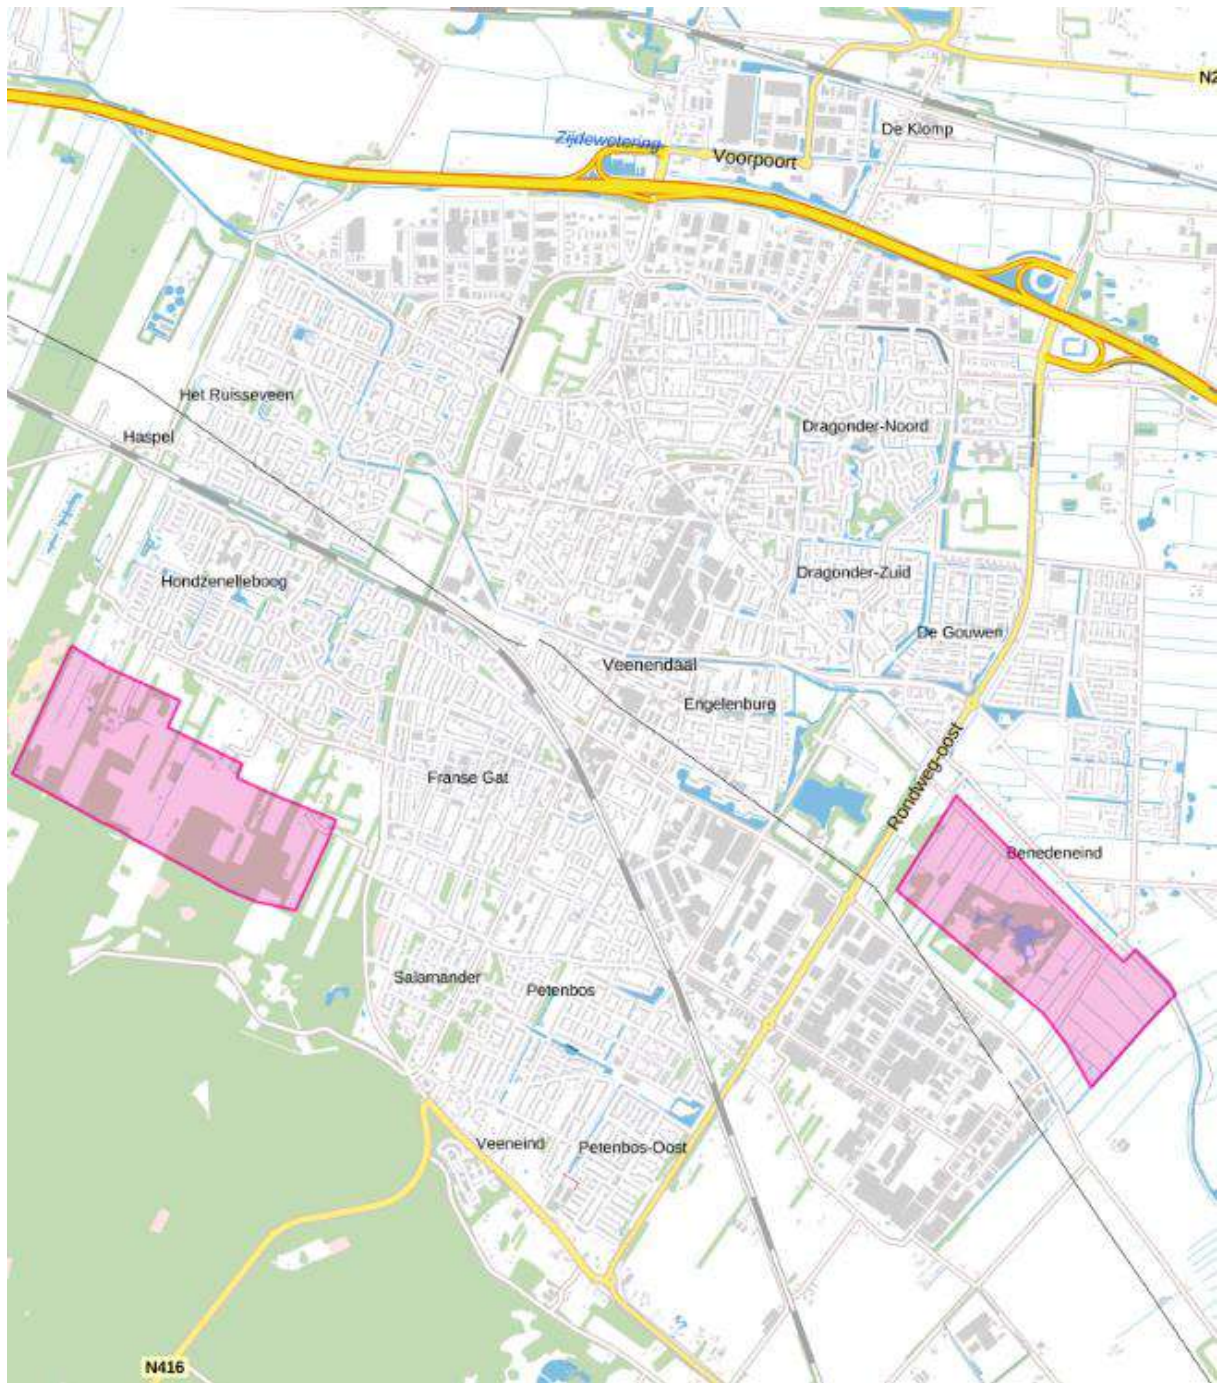 N2
De Klomp
Zijdewetering
Voorpoort
Het Ruisseveen
Haspel
Dragonder-Noord
Hondzenelleboog
Dragonder-Zuid
De Gouwen
Veenendaal
Engelenburg
Franse Gat
Rondweg-oost
Benedeneind
Salamander
Petenbos
Veeneind
Petenbos-Oost
N416